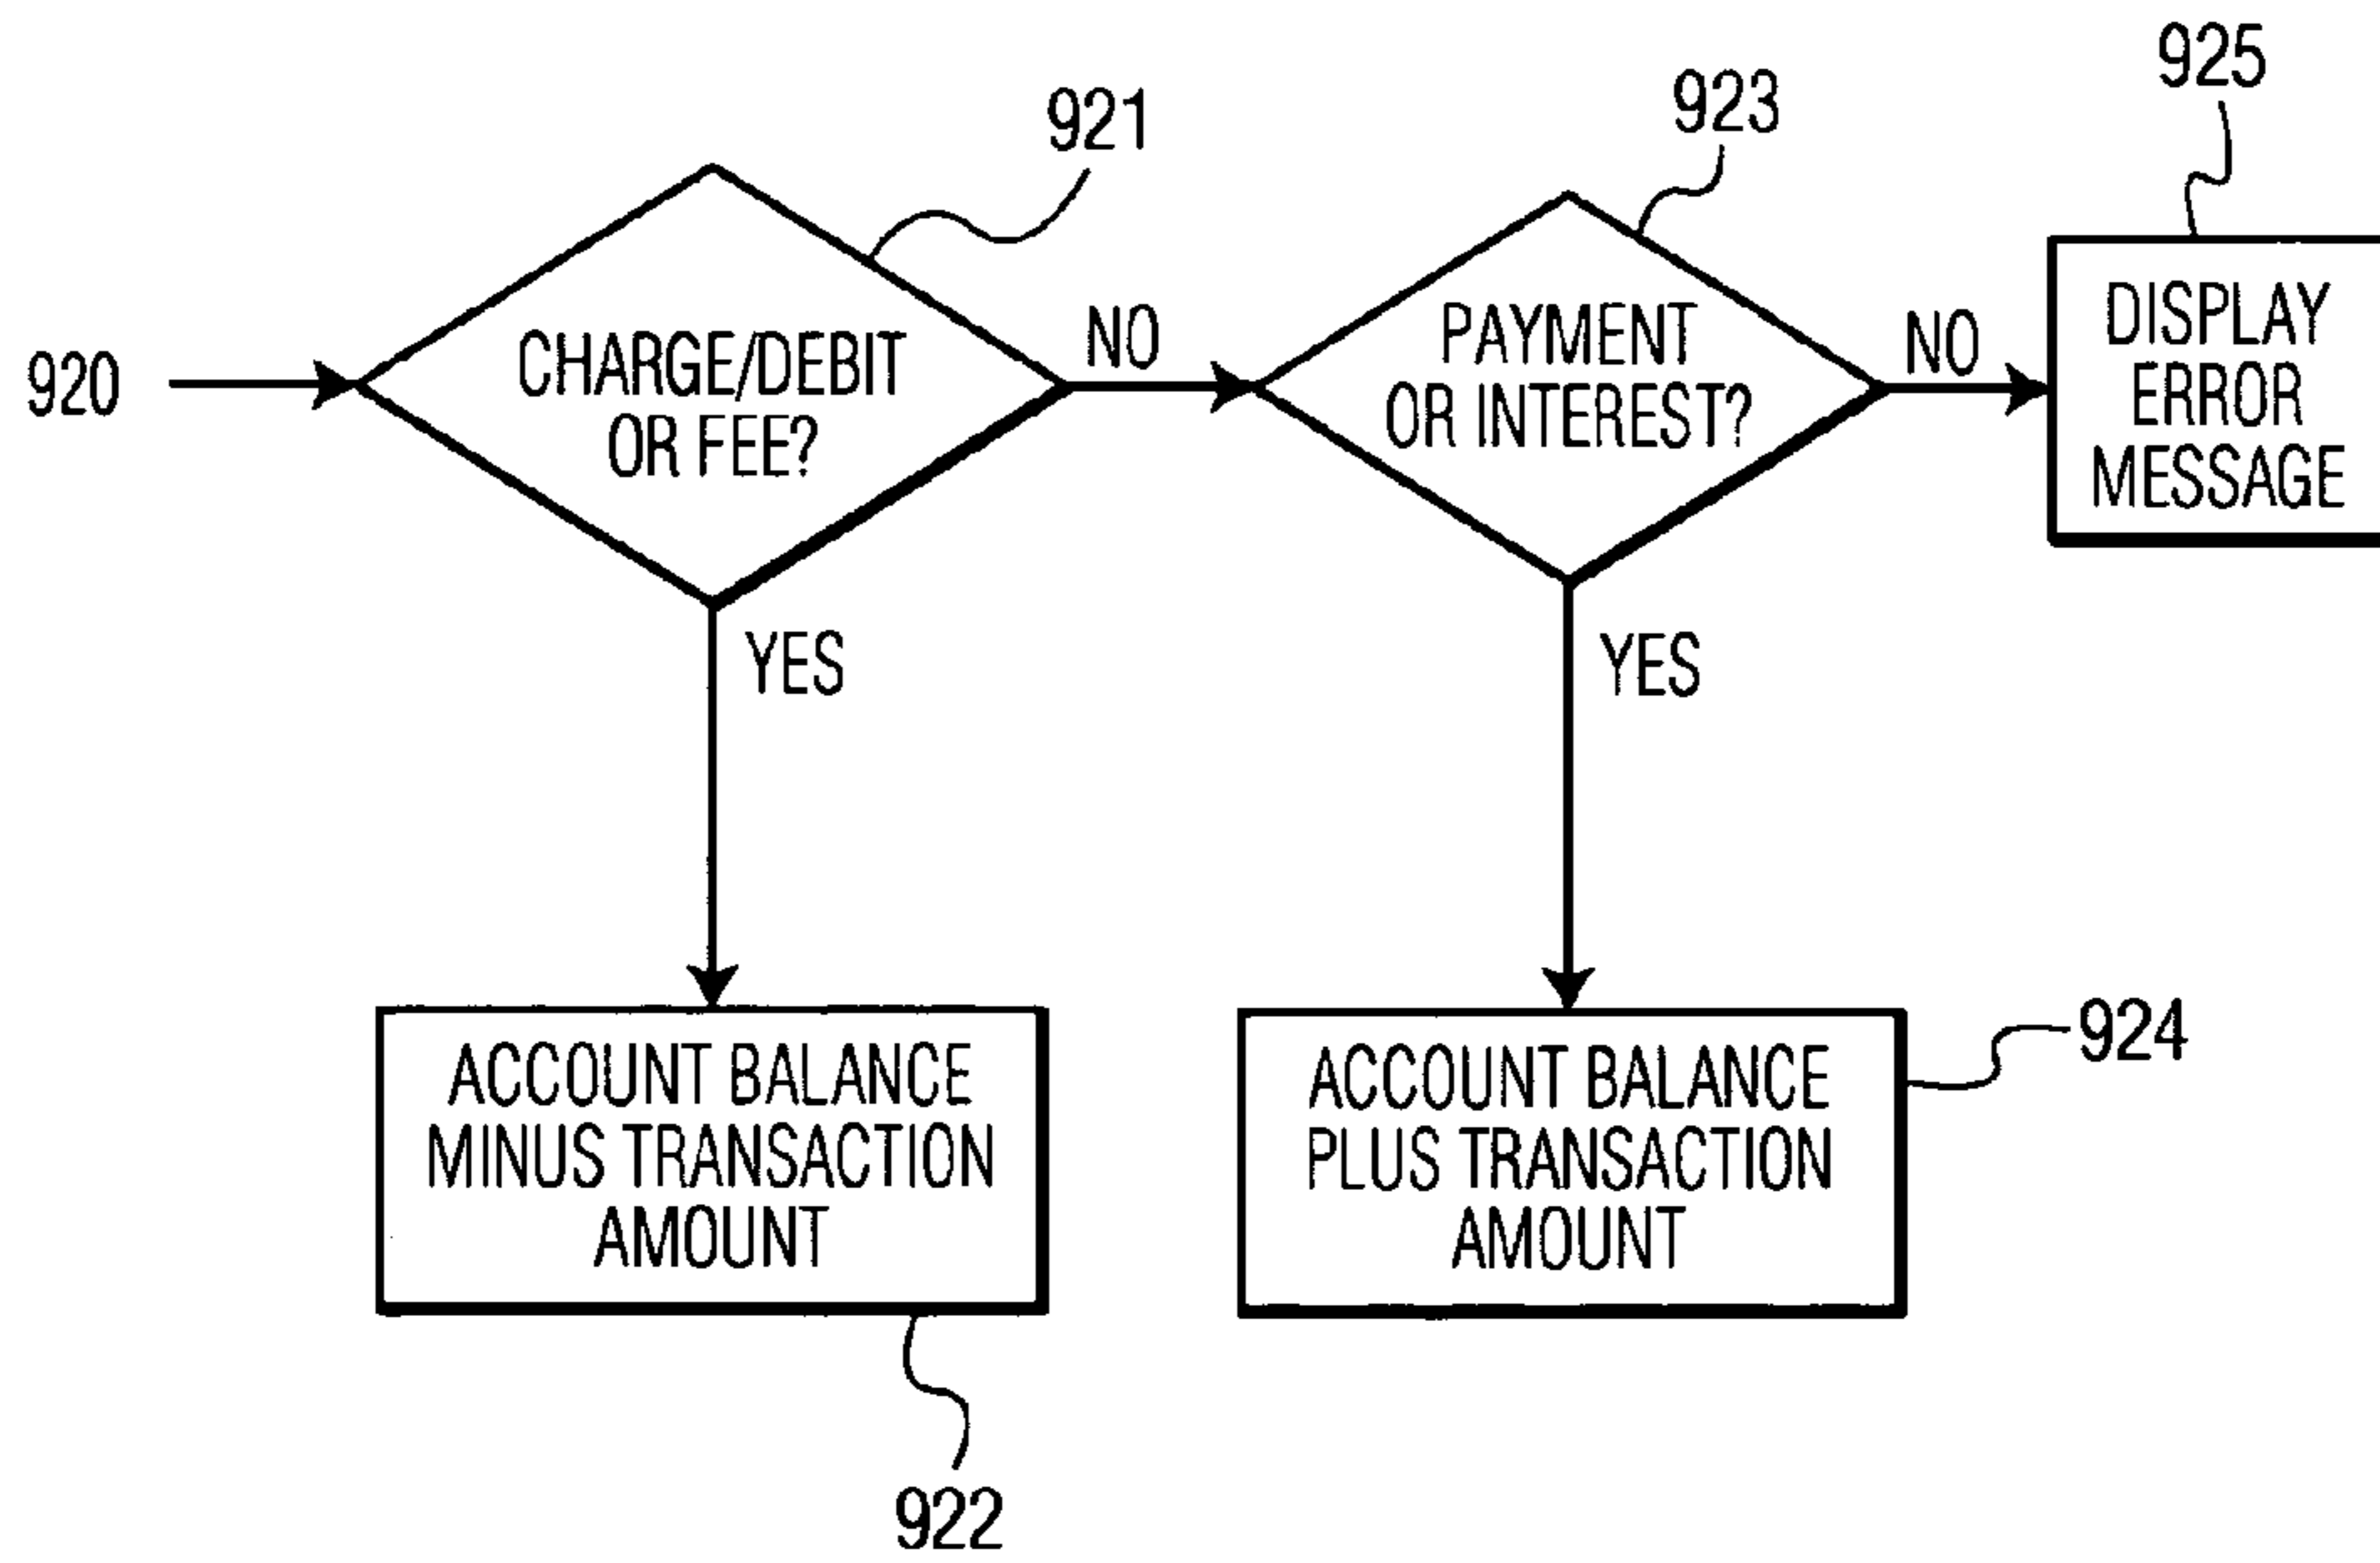 925
923
921
920
CHARGE/DEBIT
OR FEE?
NO
PAYMENT
OR INTEREST?
NO
DISPLAY
ERROR
MESSAGE
YES
YES
ACCOUNT BALANCE
MINUS TRANSACTION
AMOUNT
ACCOUNT BALANCE
PLUS TRANSACTION
AMOUNT
924
922